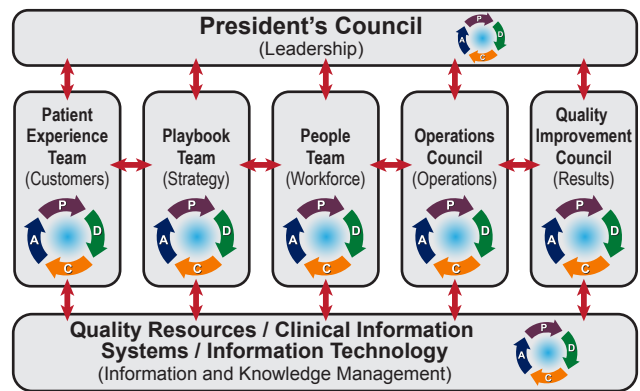 President’s Council
(Leadership)
P
A
D
C
Patient
Experience
Team
(Customers)
P
A
D
C
Playbook
Team
(Strategy)
P
A
D
C
People
Team
(Workforce)
P
A
D
C
Operations
Council
(Operations)
P
A
D
C
Quality
Improvement
Council
(Results)
P
A
D
C
Quality Resources / Clinical Information
Systems / Information Technology
(Information and Knowledge Management)
P
A
D
C